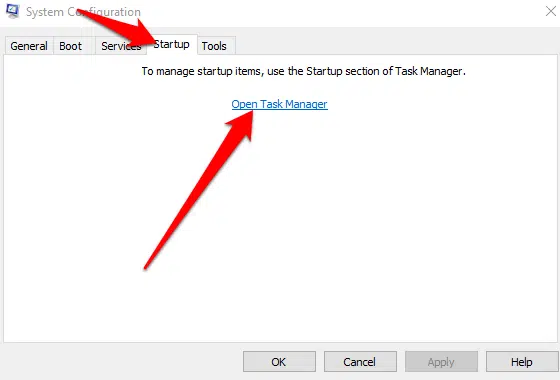 System Configuration
General Boot Services Startup Tools
To manage startup items, use the Startup section of Task Manager.
Open Task Manager
OK Cancel Apply Help